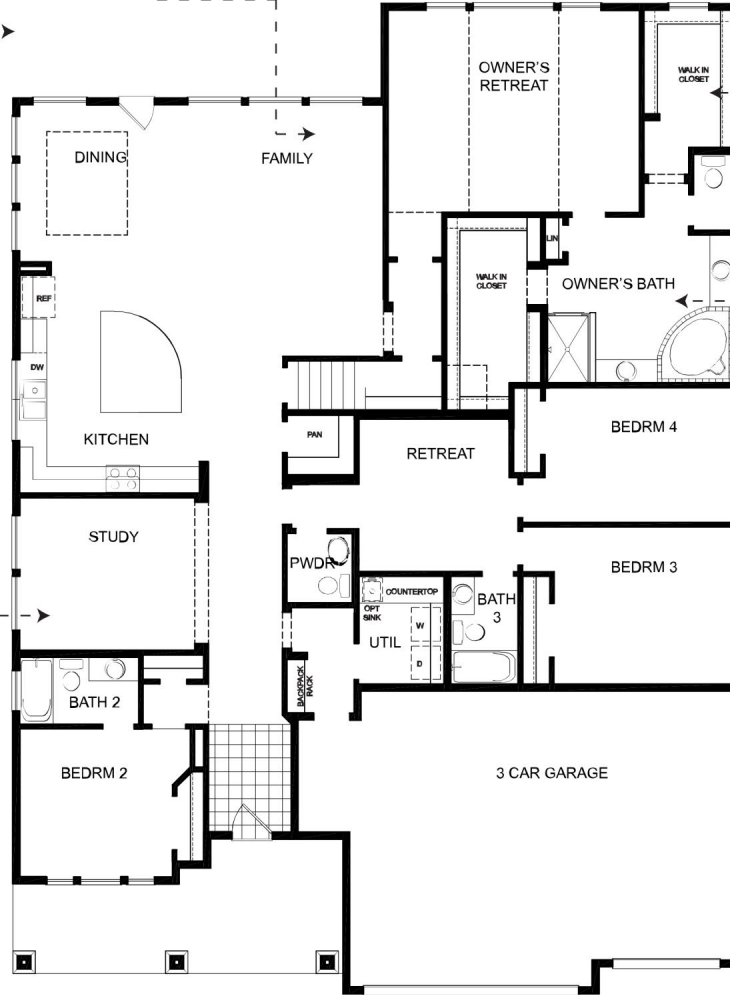 OWNER'S
RETREAT
WALK IN
CLOSET
DINING
FAMILY
LIN
WALK IN
CLOSET
OWNER'S BATH
REF
DW
KITCHEN
PAN
RETREAT
BEDRM 4
STUDY
PWDR
BEDRM 3
COUNTERTOP
OPT
SINK
W
BATH
3
UTIL
D
BACKPACK
RACK
BATH 2
BEDRM 2
3 CAR GARAGE